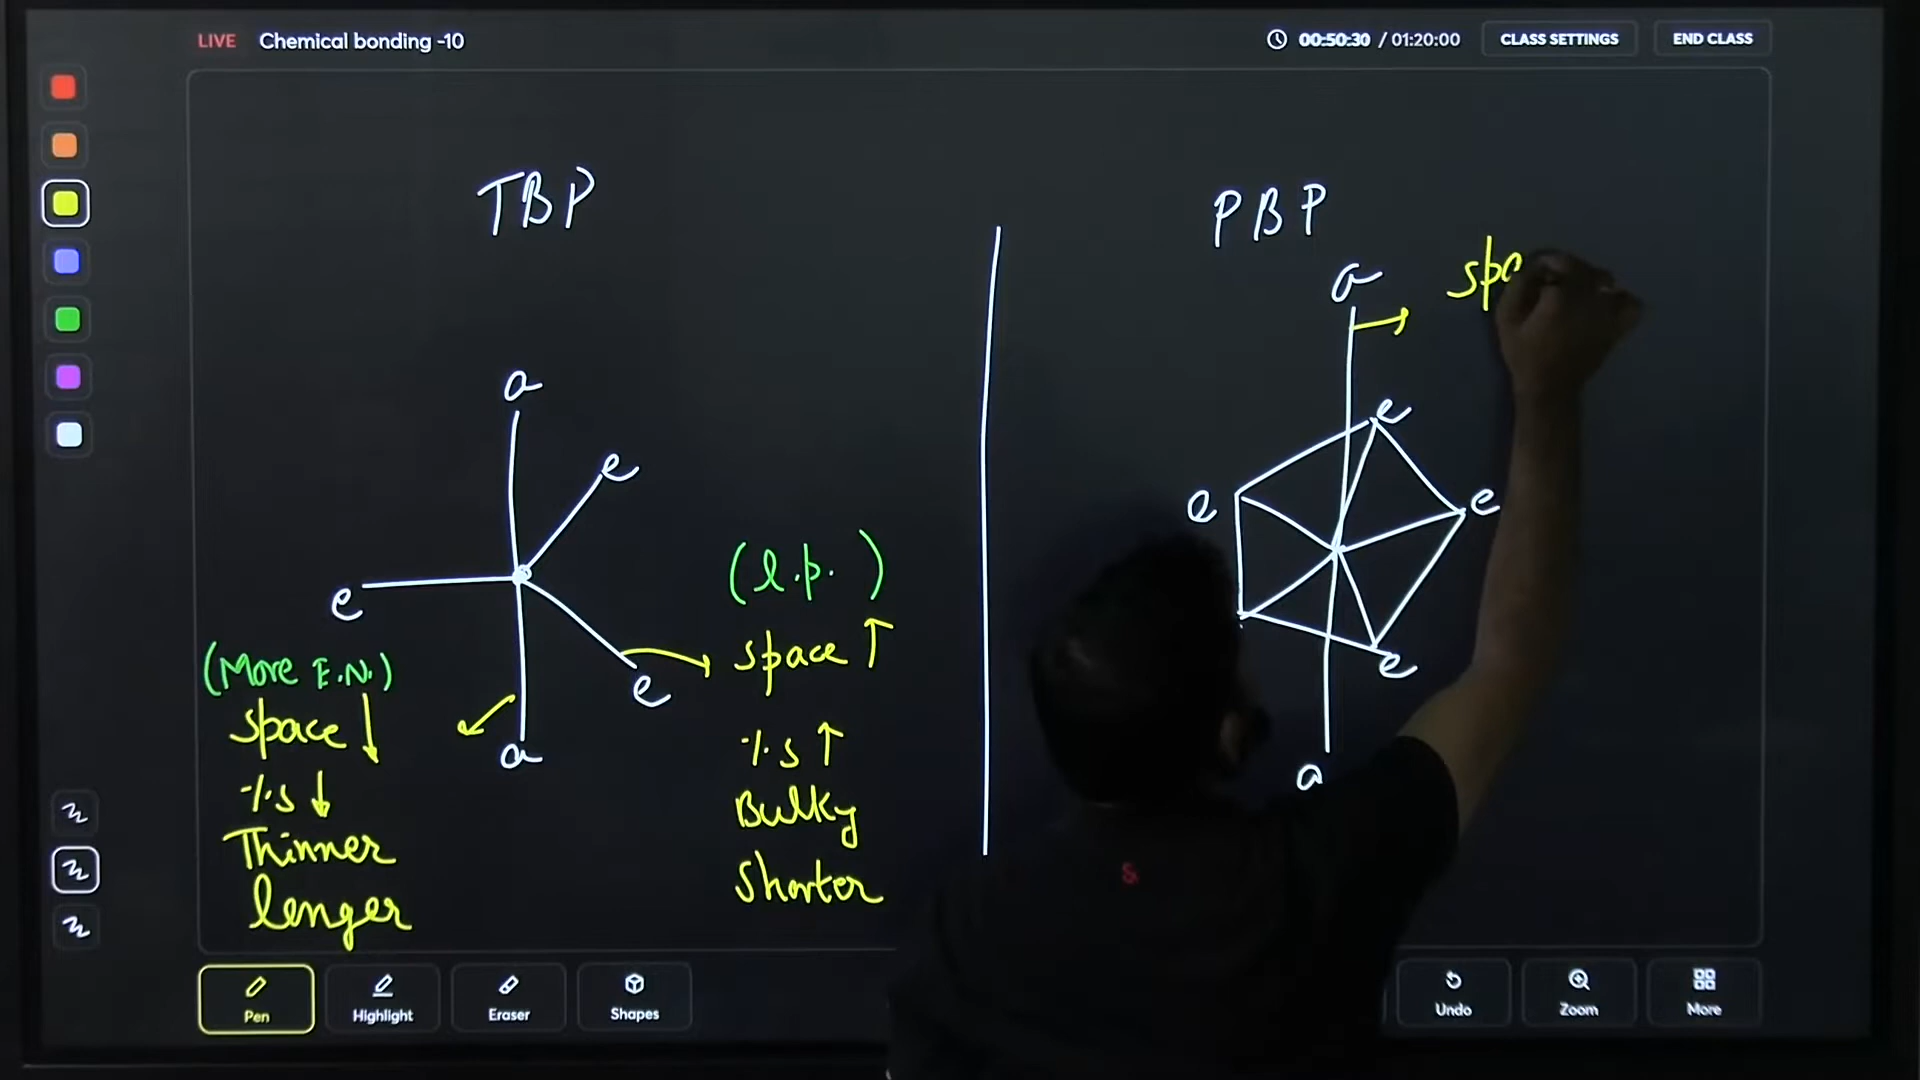 LIVE Chemical bonding -10
00:50:30 / 01:20:00
CLASS SETTINGS
END CLASS
TBP
a
e
e
e
a
(l.p.)
space ↑
%s ↑
Bulky
Shorter
(More E.N.)
space ↓
%s ↓
Thinner
longer
PBP
a
spa
e
e
e
e
a
&
Pen
Highlight
Eraser
Shapes
Undo
Zoom
More